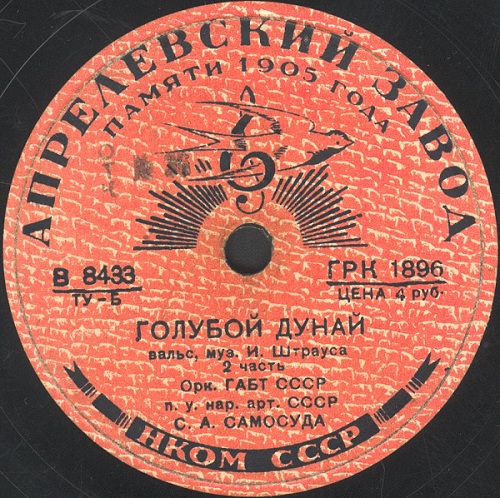 АПРЕЛЕВСКИЙ ЗАВОД
ПАМЯТИ 1905 ГОДА
В 8433
ТУ-Б
ГРК 1896
ЦЕНА 4 руб.
ГОЛУБОЙ ДУНАЙ
вальс, муз. И. Штрауса
2 часть
Орк. ГАБТ СССР
п. у. нар. арт. СССР
С. А. САМОСУДА
НКОМ СССР